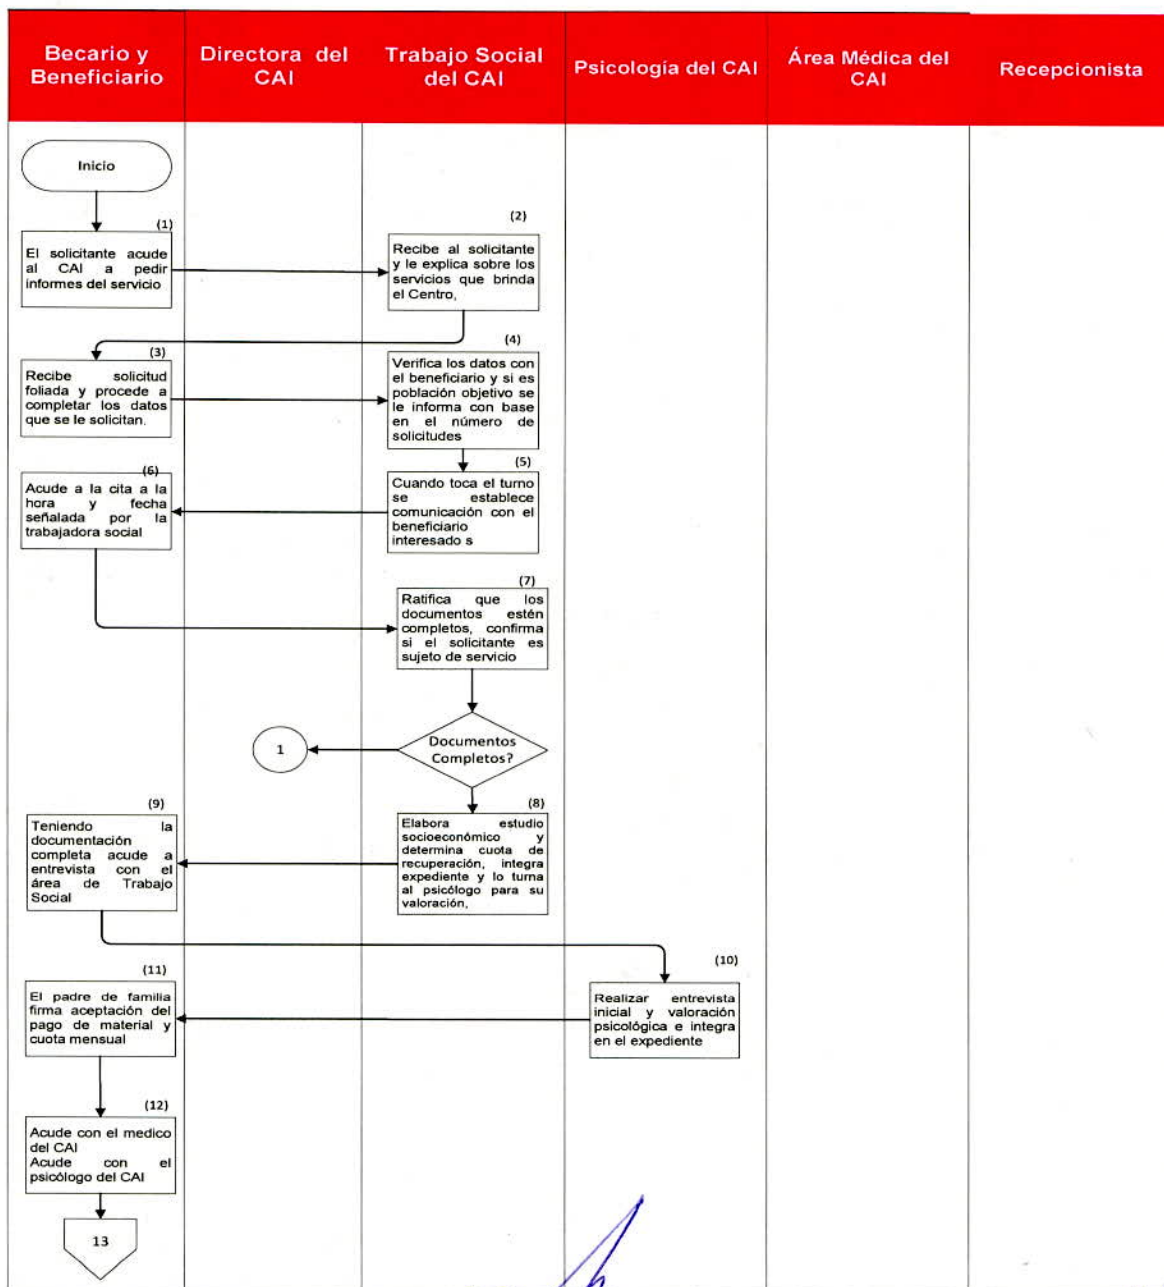 Becario y
Beneficiario
Directora del
CAI
Trabajo Social
del CAI
Psicología del CAI
Área Médica del
CAI
Recepcionista
Inicio
(1)
El solicitante acude
al CAI a pedir
informes del servicio
(2)
Recibe al solicitante
y le explica sobre los
servicios que brinda
el Centro,
(3)
Recibe solicitud
foliada y procede a
completar los datos
que se le solicitan.
(4)
Verifica los datos con
el beneficiario y si es
población objetivo se
le informa con base
en el número de
solicitudes
(5)
Cuando toca el turno
se establece
comunicación con el
beneficiario
interesado s
(6)
Acude a la cita a la
hora y fecha
señalada por la
trabajadora social
(7)
Ratifica que los
documentos estén
completos, confirma
si el solicitante es
sujeto de servicio
Documentos
Completos?
1
(8)
Elabora estudio
socioeconómico y
determina cuota de
recuperación, integra
expediente y lo turna
al psicólogo para su
valoración,
(9)
Teniendo la
documentación
completa acude a
entrevista con el
área de Trabajo
Social
(10)
Realizar entrevista
inicial y valoración
psicológica e integra
en el expediente
(11)
El padre de familia
firma aceptación del
pago de material y
cuota mensual
(12)
Acude con el medico
del CAI
Acude con el
psicólogo del CAI
13